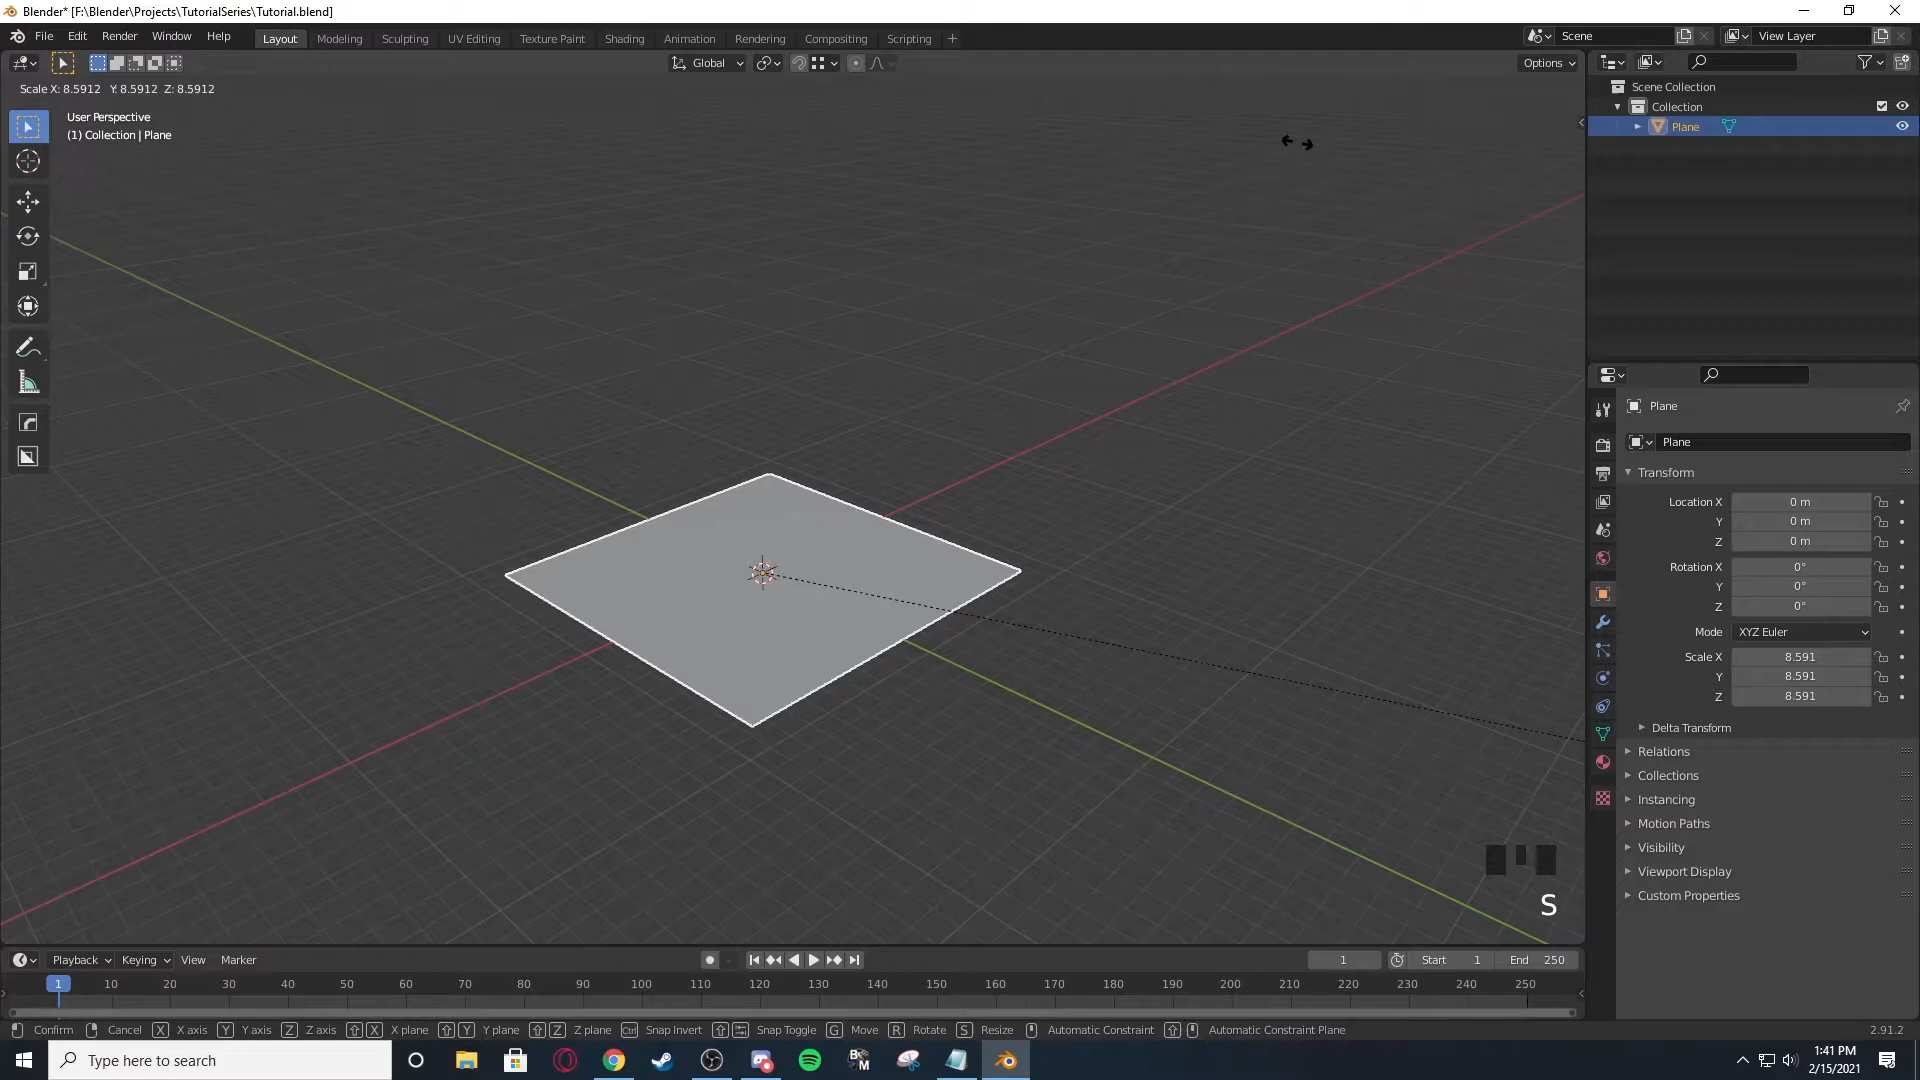 Blender* [F:\Blender\Projects\TutorialSeries\Tutorial.blend]
File Edit Render Window Help Layout Modeling Sculpting UV Editing Texture Paint Shading Animation Rendering Compositing Scripting + Scene View Layer
Global Options
Scale X: 8.5912 Y: 8.5912 Z: 8.5912
User Perspective
(1) Collection | Plane
Scene Collection
Collection
Plane
Plane
Plane
Transform
Location X 0 m
Y 0 m
Z 0 m
Rotation X 0°
Y 0°
Z 0°
Mode XYZ Euler
Scale X 8.591
Y 8.591
Z 8.591
Delta Transform
Relations
Collections
Instancing
Motion Paths
Visibility
Viewport Display
Custom Properties
S
Playback Keying View Marker 1 Start 1 End 250
1 10 20 30 40 50 60 70 80 90 100 110 120 130 140 150 160 170 180 190 200 210 220 230 240 250
Confirm Cancel X X axis Y Y axis Z Z axis X X plane Y Y plane Z Z plane Ctrl Snap Invert Snap Toggle G Move R Rotate S Resize Automatic Constraint Automatic Constraint Plane 2.91.2
Type here to search
B M
1:41 PM
2/15/2021